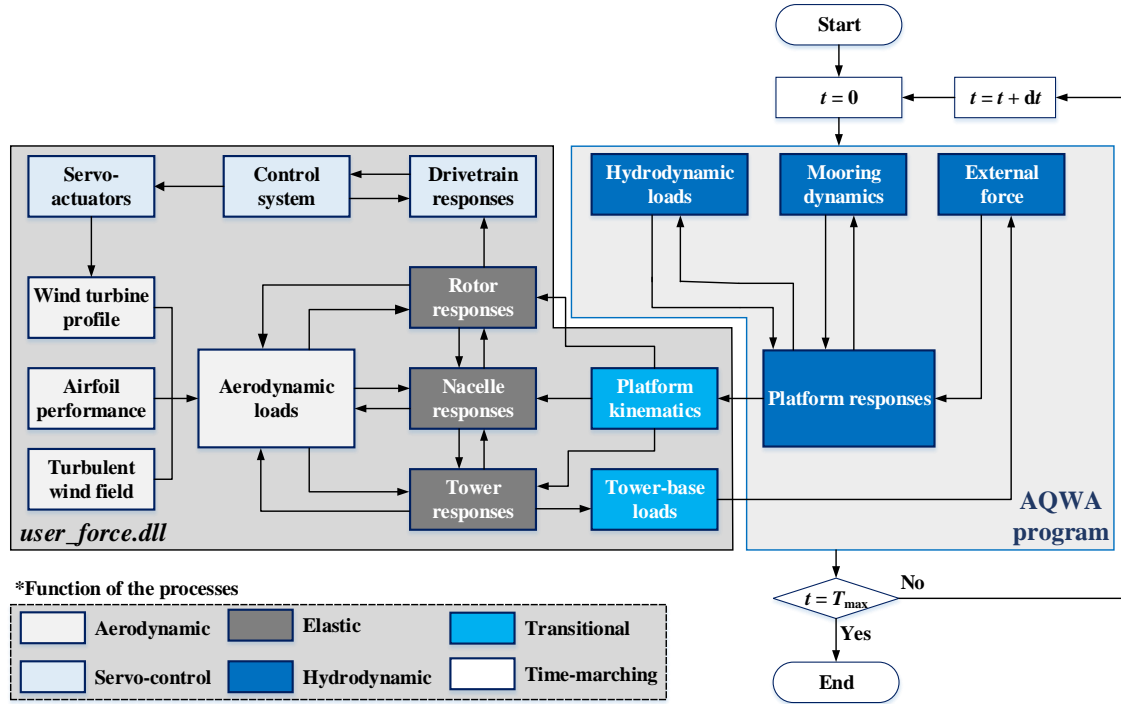 Start
t = 0
t = t + dt
Servo-
actuators
Control
system
Drivetrain
responses
Hydrodynamic
loads
Mooring
dynamics
External
force
Wind turbine
profile
Rotor
responses
Airfoil
performance
Aerodynamic
loads
Nacelle
responses
Platform
kinematics
Platform responses
Turbulent
wind field
Tower
responses
Tower-base
loads
user_force.dll
AQWA
program
*Function of the processes
Aerodynamic
Elastic
Transitional
Servo-control
Hydrodynamic
Time-marching
t = Tmax
No
Yes
End